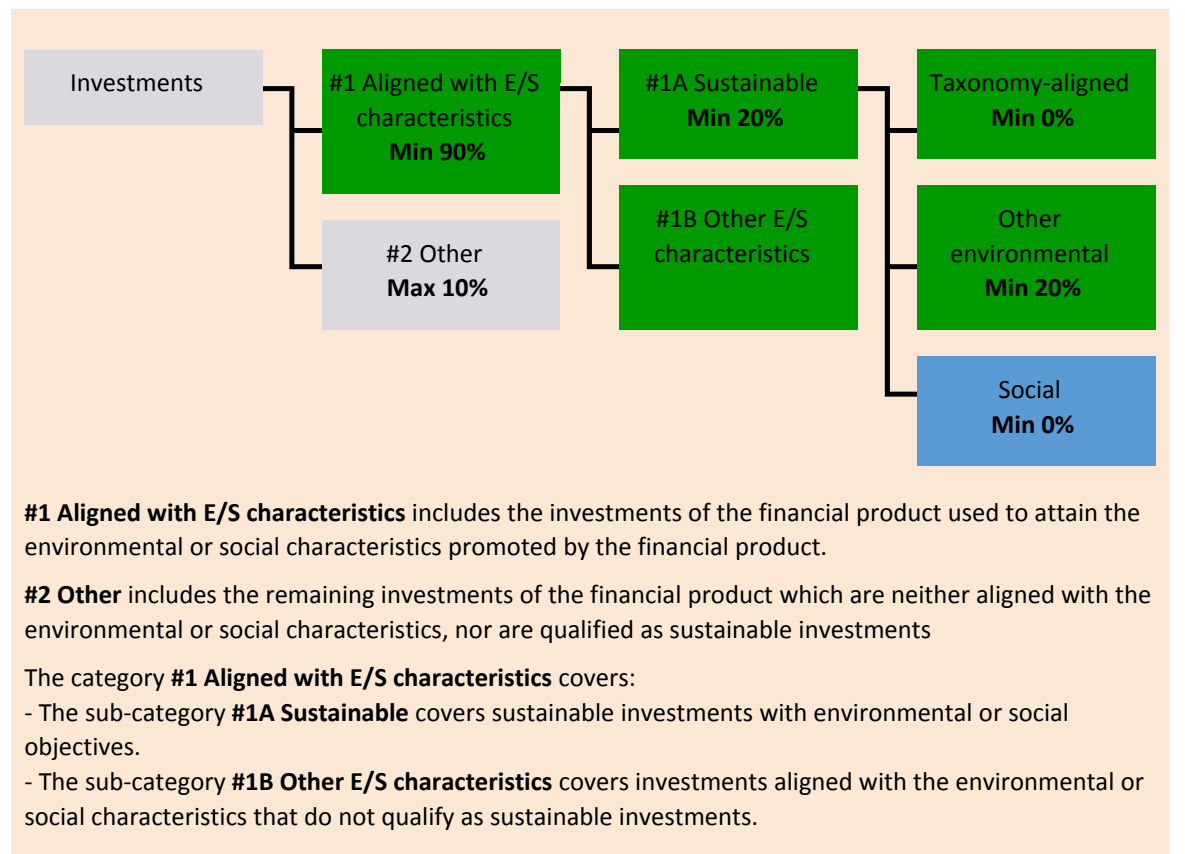 Investments
#1 Aligned with E/S
characteristics
Min 90%
#2 Other
Max 10%
#1A Sustainable
Min 20%
#1B Other E/S
characteristics
Taxonomy-aligned
Min 0%
Other
environmental
Min 20%
Social
Min 0%
#1 Aligned with E/S characteristics includes the investments of the financial product used to attain the
environmental or social characteristics promoted by the financial product.
#2 Other includes the remaining investments of the financial product which are neither aligned with the
environmental or social characteristics, nor are qualified as sustainable investments
The category #1 Aligned with E/S characteristics covers:
- The sub-category #1A Sustainable covers sustainable investments with environmental or social
objectives.
- The sub-category #1B Other E/S characteristics covers investments aligned with the environmental or
social characteristics that do not qualify as sustainable investments.